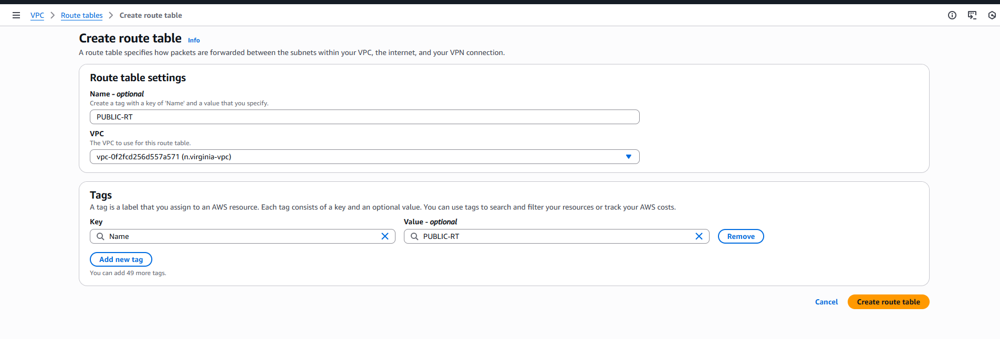 VPC > Route tables > Create route table
Create route table Info
A route table specifies how packets are forwarded between the subnets within your VPC, the internet, and your VPN connection.
Route table settings
Name - optional
Create a tag with a key of 'Name' and a value that you specify.
PUBLIC-RT
VPC
The VPC to use for this route table.
vpc-0f2fcd256d557a571 (n.virginia-vpc)
Tags
A tag is a label that you assign to an AWS resource. Each tag consists of a key and an optional value. You can use tags to search and filter your resources or track your AWS costs.
Key Value - optional
Name PUBLIC-RT Remove
Add new tag
You can add 49 more tags.
Cancel Create route table